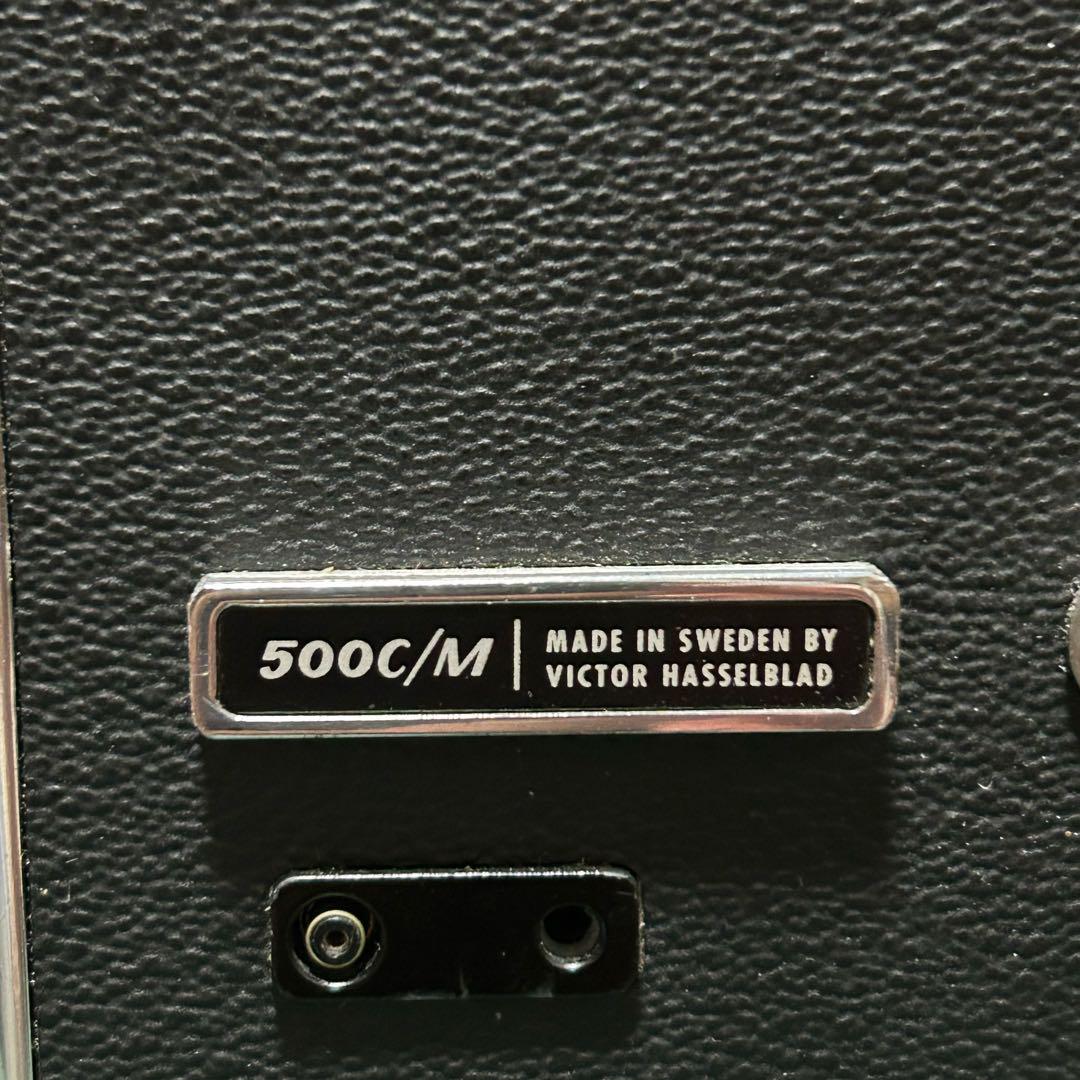 500C/M
MADE IN SWEDEN BY
VICTOR HASSELBLAD